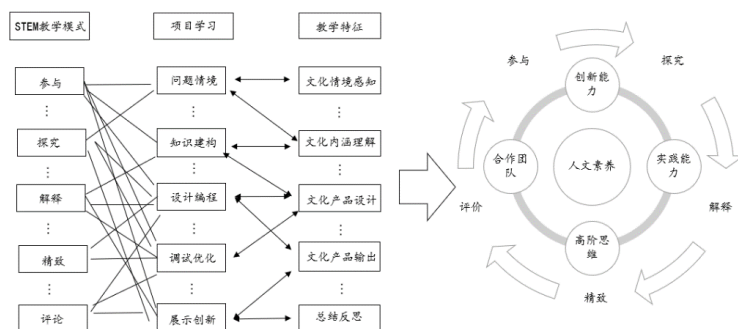 STEM教学模式
项目学习
教学特征
参与
问题情境
文化情境感知
探究
知识建构
文化内涵理解
解释
设计编程
文化产品设计
精致
调试优化
文化产品输出
评论
展示创新
总结反思
参与
探究
创新能
力
合作团
队
人文素养
实践能
力
评价
解释
高阶思
维
精致